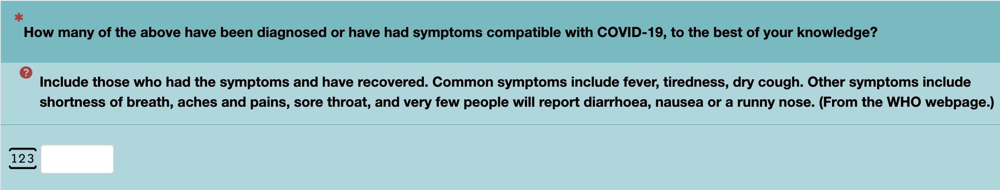 *
How many of the above have been diagnosed or have had symptoms compatible with COVID-19, to the best of your knowledge?
?
Include those who had the symptoms and have recovered. Common symptoms include fever, tiredness, dry cough. Other symptoms include
shortness of breath, aches and pains, sore throat, and very few people will report diarrhoea, nausea or a runny nose. (From the WHO webpage.)
123